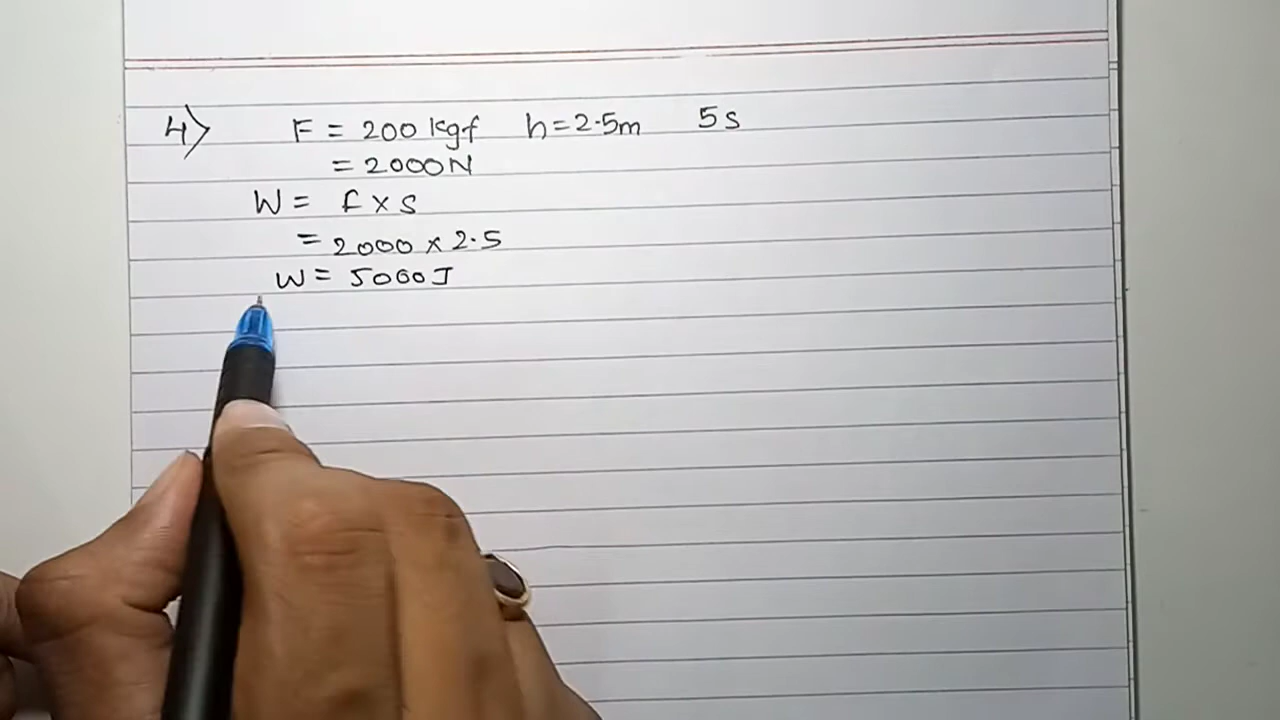 4) F = 200 kgf h=2.5m 5s
= 2000N
W = f x s
= 2000 x 2.5
W = 5000J